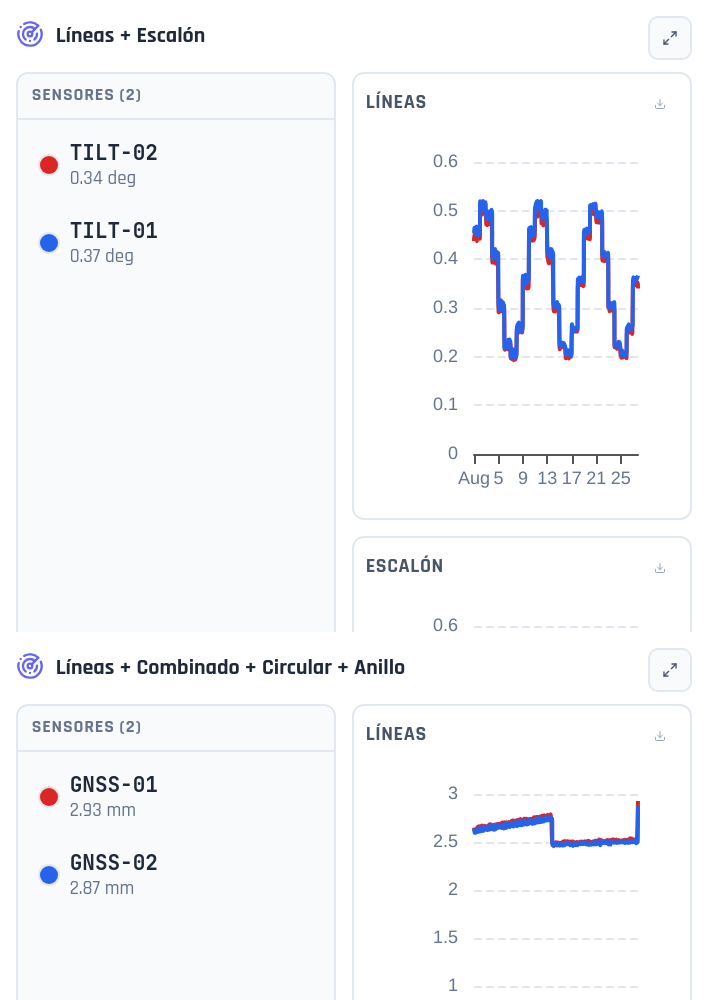 Líneas + Escalón
SENSORES (2)
TILT-02
0.34 deg
TILT-01
0.37 deg
LÍNEAS
0.6
0.5
0.4
0.3
0.2
0.1
0
Aug 5 9 13 17 21 25
ESCALÓN
0.6
Líneas + Combinado + Circular + Anillo
SENSORES (2)
GNSS-01
2.93 mm
GNSS-02
2.87 mm
LÍNEAS
3
2.5
2
1.5
1